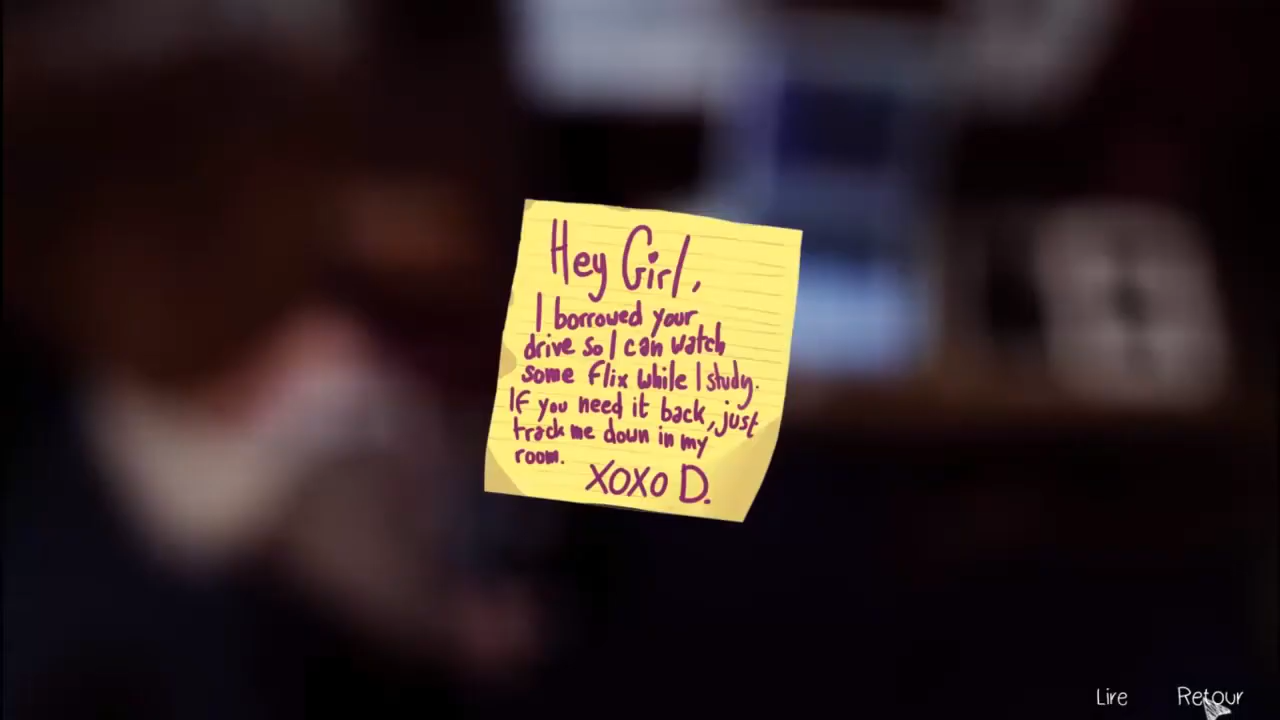 Hey Girl,
I borrowed your
drive so I can watch
some Flix while I study.
If you need it back, just
track me down in my
room.
XOXO D.
Lire Retour